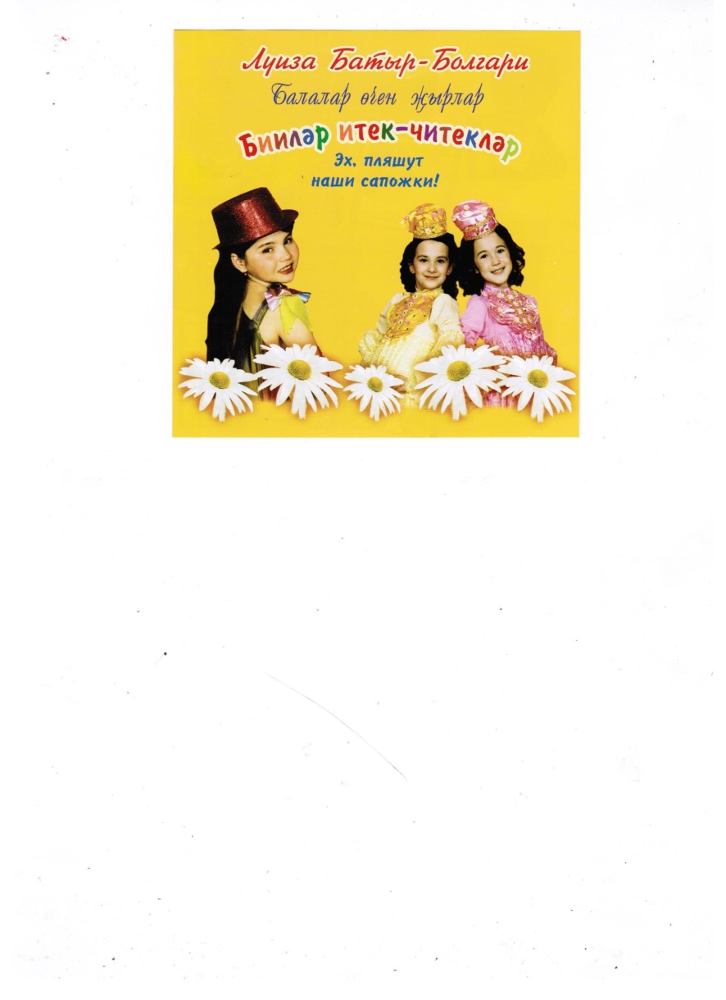 Луиза Батыр-Болгари
Балалар өчен җырлар
Бииләр итек-читекләр
Эх, пляшут
наши сапожки!